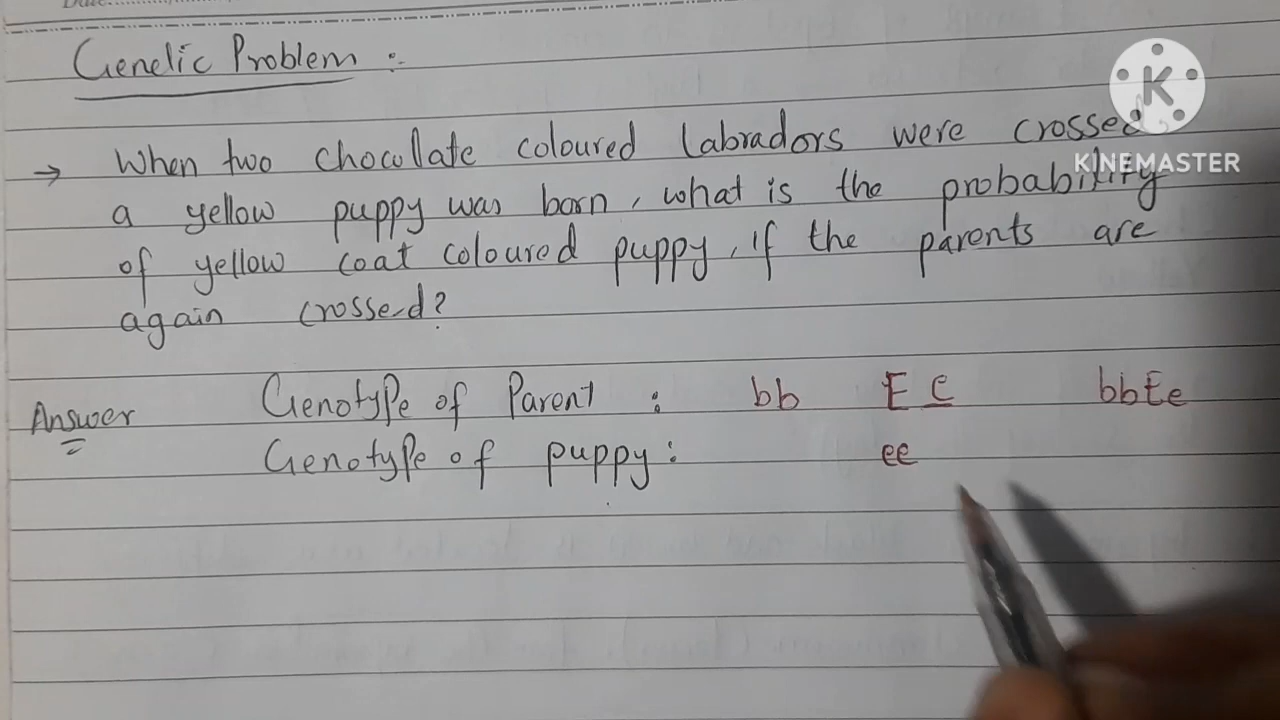 Genetic Problem :-
→ When two chocollate coloured Labradors were crossed,
a yellow puppy was born, what is the probability
of yellow coat coloured puppy, if the parents are
again crossed?
Answer Genotype of Parent : bb E e bbEe
Genotype of puppy: ee
K
KINEMASTER